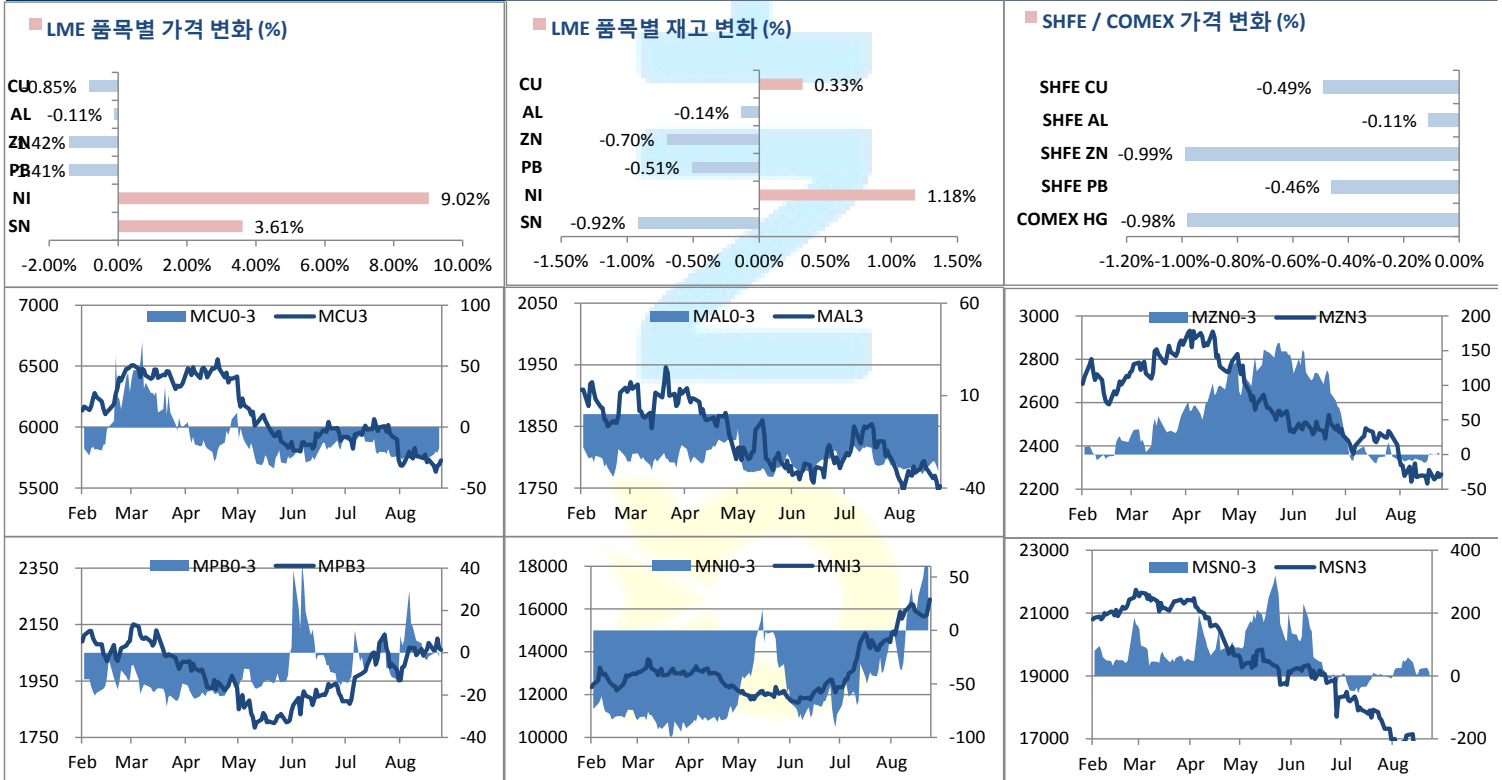 LME 품목별 가격 변화 (%)
CU -0.85%
AL -0.11%
ZN -1.42%
PB -1.41%
NI 9.02%
SN 3.61%
-2.00% 0.00% 2.00% 4.00% 6.00% 8.00% 10.00%
LME 품목별 재고 변화 (%)
CU 0.33%
AL -0.14%
ZN -0.70%
PB -0.51%
NI 1.18%
SN -0.92%
-1.50% -1.00% -0.50% 0.00% 0.50% 1.00% 1.50%
SHFE / COMEX 가격 변화 (%)
SHFE CU -0.49%
SHFE AL -0.11%
SHFE ZN -0.99%
SHFE PB -0.46%
COMEX HG -0.98%
-1.20% -1.00% -0.80% -0.60% -0.40% -0.20% 0.00%
MCU0-3 MCU3
7000 100
6500 50
6000 0
5500 -50
Feb Mar Apr May Jun Jul Aug
MAL0-3 MAL3
2050 60
1950
10
1850
1750 -40
Feb Mar Apr May Jun Jul Aug
MZN0-3 MZN3
3000 200
150
2800
100
2600
50
2400
0
2200 -50
Feb Mar Apr May Jun Jul Aug
MPB0-3 MPB3
2350 40
20
2150
0
1950
-20
1750 -40
Feb Mar Apr May Jun Jul Aug
MNI0-3 MNI3
18000
50
16000
0
14000
-50
12000
10000 -100
Feb Mar Apr May Jun Jul Aug
MSN0-3 MSN3
23000 400
21000 200
19000 0
17000 -200
Feb Mar Apr May Jun Jul Aug